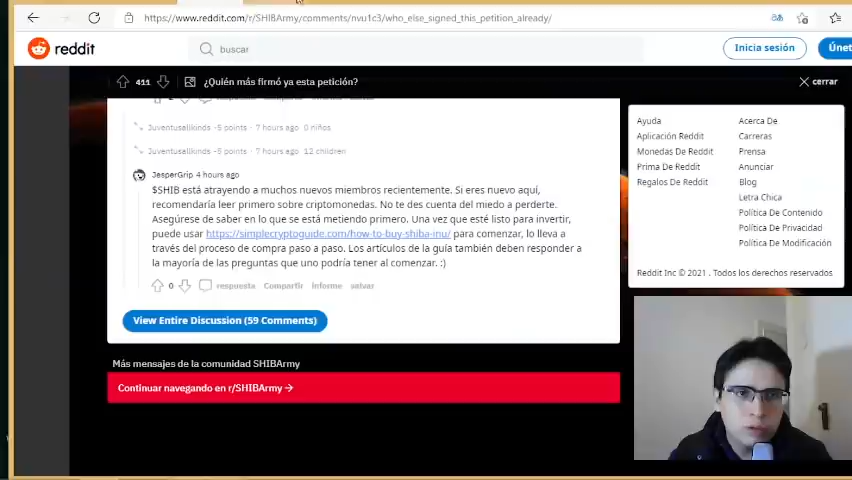 https://www.reddit.com/r/SHIBArmy/comments/nvu1c3/who_else_signed_this_petition_already/
reddit
buscar
Inicia sesión
Únet
411
¿Quién más firmó ya esta petición?
cerrar
Juventusallkinds -5 points · 7 hours ago 0 niños
Juventusallkinds -5 points · 7 hours ago 12 children
JesperGrip 4 hours ago
$SHIB está atrayendo a muchos nuevos miembros recientemente. Si eres nuevo aquí,
recomendaría leer primero sobre criptomonedas. No te des cuenta del miedo a perderte.
Asegúrese de saber en lo que se está metiendo primero. Una vez que esté listo para invertir,
puede usar https://simplecryptoguide.com/how-to-buy-shiba-inu/ para comenzar, lo lleva a
través del proceso de compra paso a paso. Los artículos de la guía también deben responder a
la mayoría de las preguntas que uno podría tener al comenzar. :)
0 respuesta Compartir informe salvar
View Entire Discussion (59 Comments)
Más mensajes de la comunidad SHIBArmy
Continuar navegando en r/SHIBArmy →
Ayuda
Aplicación Reddit
Monedas De Reddit
Prima De Reddit
Regalos De Reddit
Acerca De
Carreras
Prensa
Anunciar
Blog
Letra Chica
Política De Contenido
Política De Privacidad
Política De Modificación
Reddit Inc © 2021 . Todos los derechos reservados